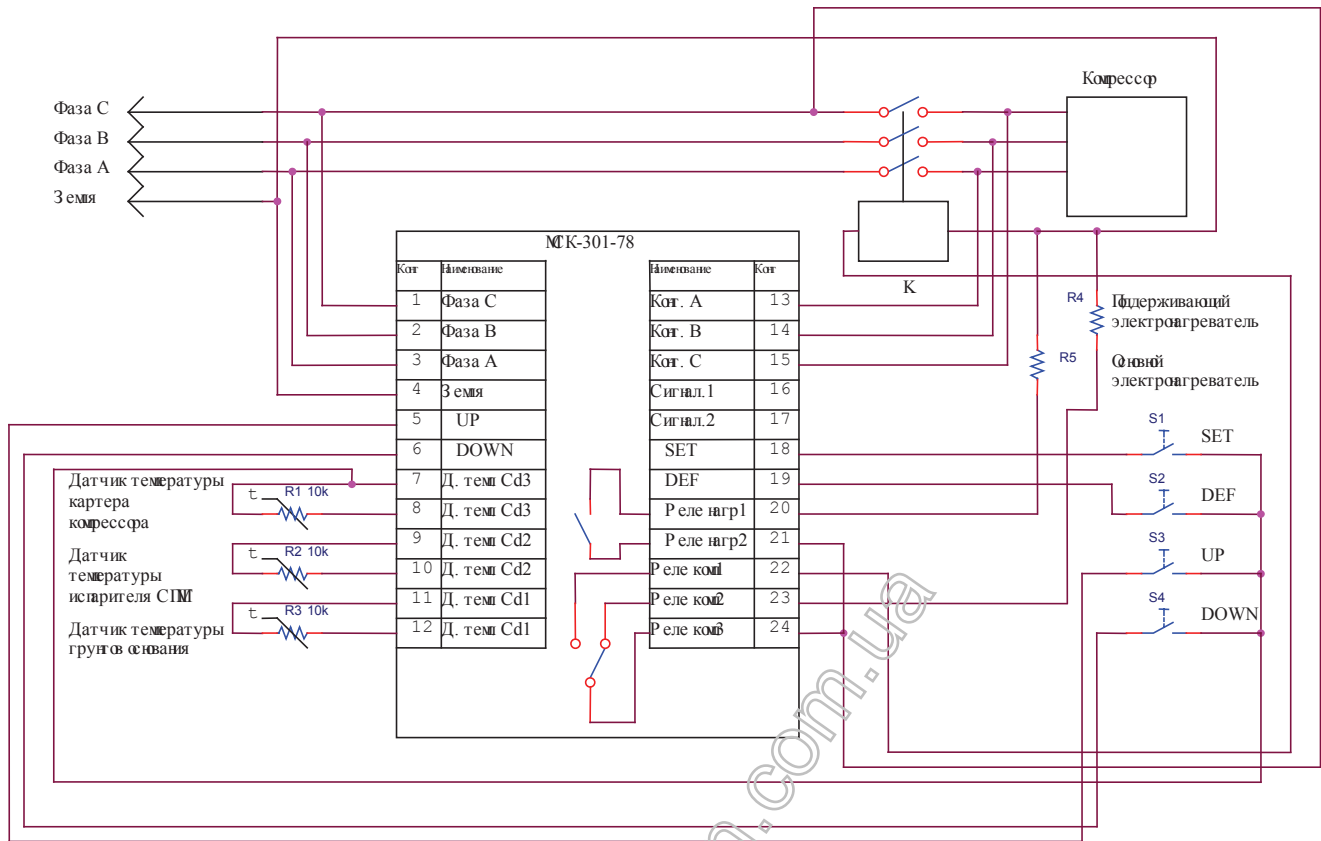 Компрессор
Фаза С
Фаза В
Фаза А
Земля
МСК-301-78
Конт Наименование
Наименование Конт
К
1 Фаза С
Конт. А 13
2 Фаза В
Конт. В 14
3 Фаза А
Конт. С 15
4 Земля
Сигнал.1 16
5 UP
Сигнал.2 17
6 DOWN
SET 18
7 Д. темп Cd3
DEF 19
8 Д. темп Cd3
Реле нагр1 20
9 Д. темп Cd2
Реле нагр2 21
10 Д. темп Cd2
Реле комп1 22
11 Д. темп Cd1
Реле комп2 23
12 Д. темп Cd1
Реле комп3 24
R4
Поддерживающий
электронагреватель
R5
Основной
электронагреватель
S1 SET
S2 DEF
S3 UP
S4 DOWN
Датчик температуры
картера
компрессора
t R1 10k
Датчик
температуры
испарителя
t R2 10k
Датчик температуры
грунтов основания
t R3 10k
.com.ua